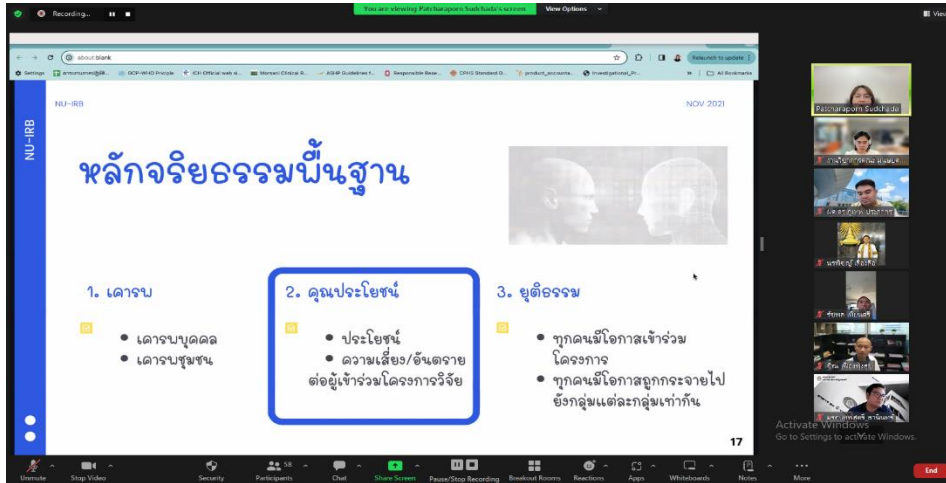 Recording...
You are viewing Patcharaporn Sudchada's screen
View Options
View
about:blank
Relaunch to update
Settings
ICH Official web si...
All Bookmarks
NU-IRB
NOV 2021
NU-IRB
หลักจริยธรรมพื้นฐาน
1. เคารพ
เคารพบุคคล
เคารพชุมชน
2. คุณประโยชน์
ประโยชน์
ความเสี่ยง/อันตราย
ต่อผู้เข้าร่วมโครงการวิจัย
3. ยุติธรรม
ทุกคนมีโอกาสเข้าร่วม
โครงการ
ทุกคนมีโอกาสถูกกระจายไป
ยังกลุ่มแต่ละกลุ่มเท่ากัน
17
Patcharaporn Sudchada
Activate Windows
Go to Settings to activate Windows.
Unmute
Stop Video
Security
Participants
58
Chat
Share Screen
Pause/Stop Recording
Breakout Rooms
Reactions
Apps
Whiteboards
Notes
More
End